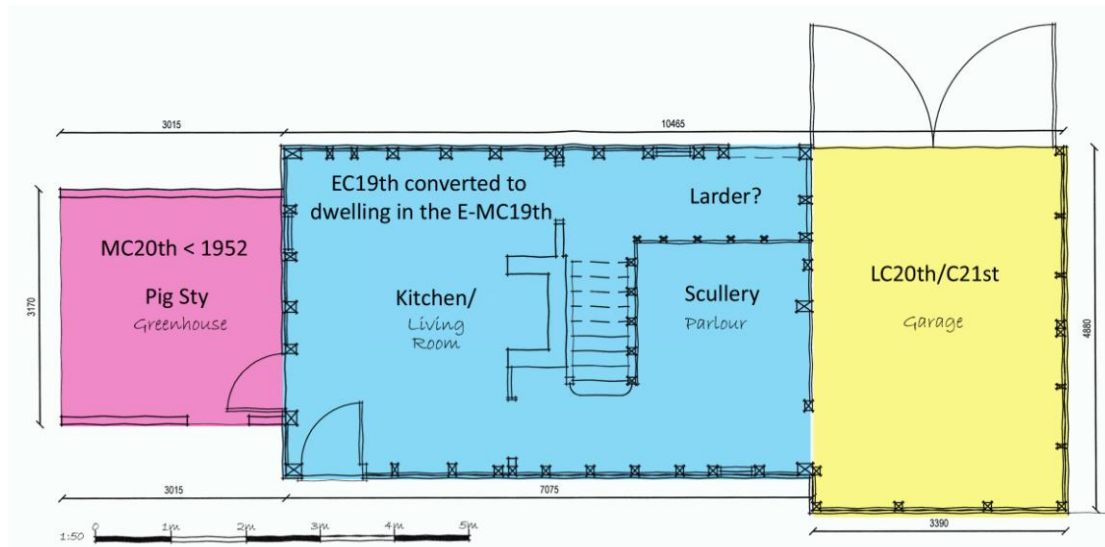 3015
10465
EC19th converted to
dwelling in the E-MC19th
Larder?
MC20th < 1952
Pig Sty
Greenhouse
3170
Kitchen/
Living
Room
Scullery
Parlour
LC20th/C21st
Garage
4880
3015
7075
3390
1:50
0 1m 2m 3m 4m 5m